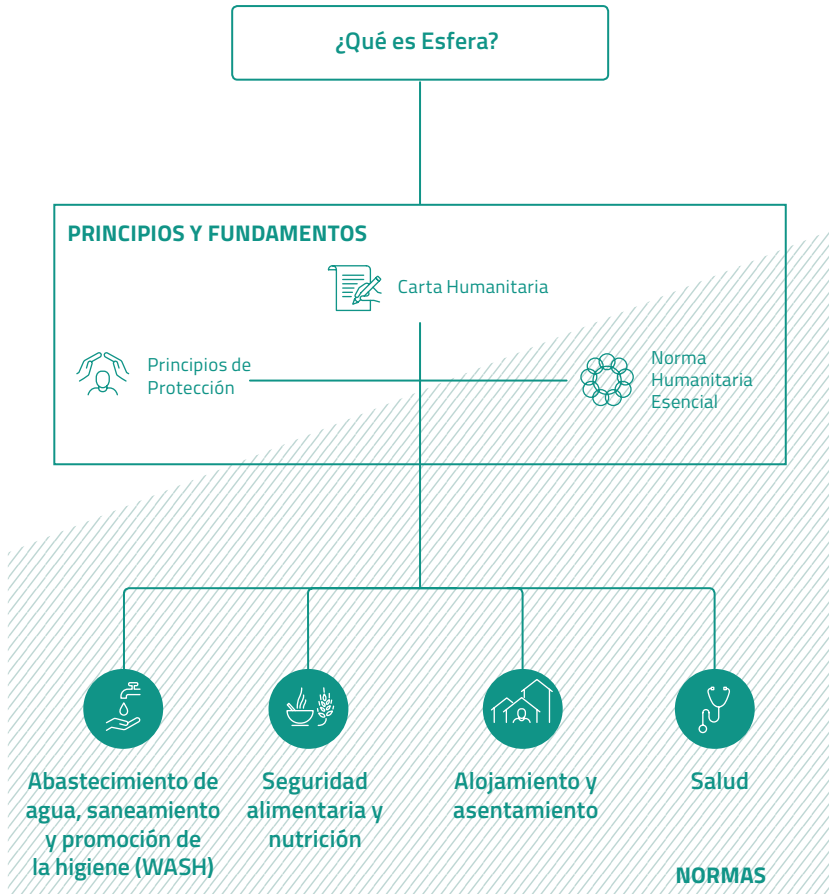 ¿Qué es Esfera?
PRINCIPIOS Y FUNDAMENTOS
Carta Humanitaria
Principios de
Protección
Norma
Humanitaria
Esencial
Abastecimiento de
agua, saneamiento
y promoción de
la higiene (WASH)
Seguridad
alimentaria y
nutrición
Alojamiento y
asentamiento
Salud
NORMAS